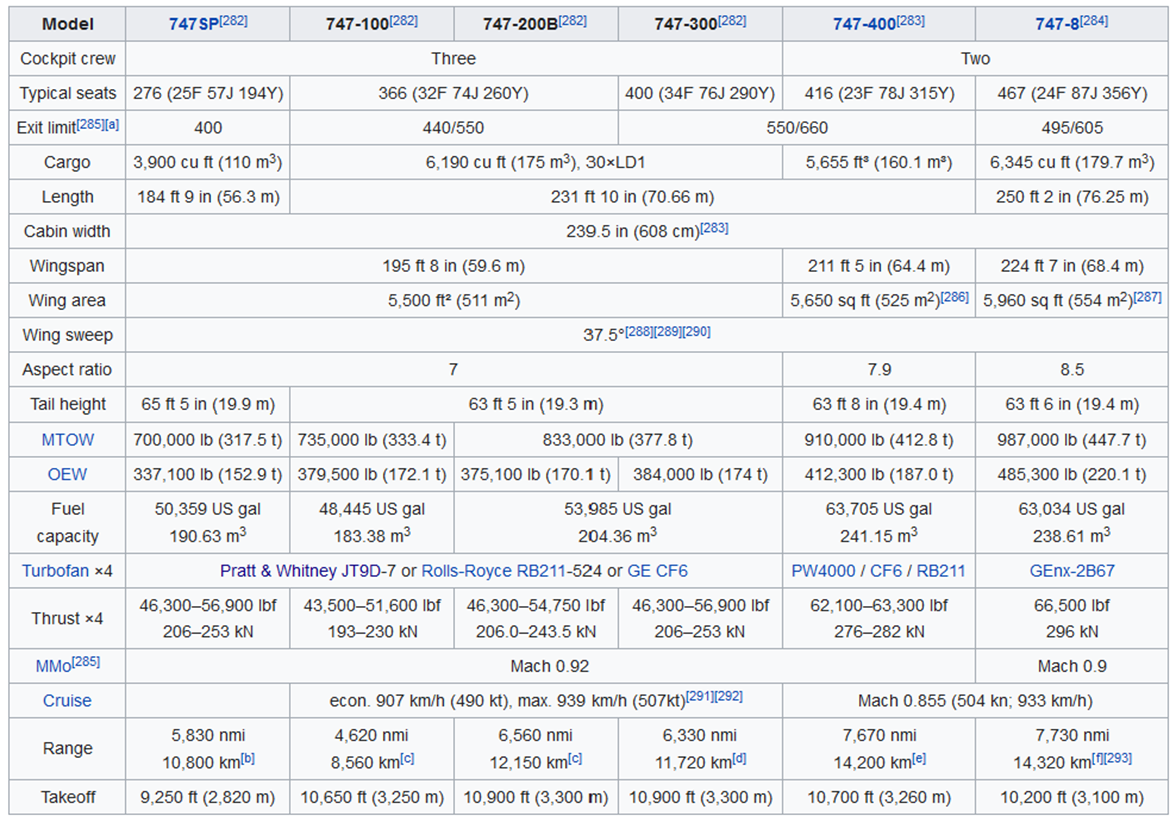 Model 747SP[282] 747-100[282] 747-200B[282] 747-300[282] 747-400[283] 747-8[284]
Cockpit crew Three Two
Typical seats 276 (25F 57J 194Y) 366 (32F 74J 260Y) 400 (34F 76J 290Y) 416 (23F 78J 315Y) 467 (24F 87J 356Y)
Exit limit[285][a] 400 440/550 550/660 495/605
Cargo 3,900 cu ft (110 m3) 6,190 cu ft (175 m3), 30×LD1 5,655 ft³ (160.1 m³) 6,345 cu ft (179.7 m3)
Length 184 ft 9 in (56.3 m) 231 ft 10 in (70.66 m) 250 ft 2 in (76.25 m)
Cabin width 239.5 in (608 cm)[283]
Wingspan 195 ft 8 in (59.6 m) 211 ft 5 in (64.4 m) 224 ft 7 in (68.4 m)
Wing area 5,500 ft² (511 m2) 5,650 sq ft (525 m2)[286] 5,960 sq ft (554 m2)[287]
Wing sweep 37.5°[288][289][290]
Aspect ratio 7 7.9 8.5
Tail height 65 ft 5 in (19.9 m) 63 ft 5 in (19.3 m) 63 ft 8 in (19.4 m) 63 ft 6 in (19.4 m)
MTOW 700,000 lb (317.5 t) 735,000 lb (333.4 t) 833,000 lb (377.8 t) 910,000 lb (412.8 t) 987,000 lb (447.7 t)
OEW 337,100 lb (152.9 t) 379,500 lb (172.1 t) 375,100 lb (170.1 t) 384,000 lb (174 t) 412,300 lb (187.0 t) 485,300 lb (220.1 t)
Fuel 50,359 US gal 48,445 US gal 53,985 US gal 63,705 US gal 63,034 US gal
capacity 190.63 m3 183.38 m3 204.36 m3 241.15 m3 238.61 m3
Turbofan ×4 Pratt & Whitney JT9D-7 or Rolls-Royce RB211-524 or GE CF6 PW4000 / CF6 / RB211 GEnx-2B67
Thrust ×4 46,300–56,900 lbf 43,500–51,600 lbf 46,300–54,750 lbf 46,300–56,900 lbf 62,100–63,300 lbf 66,500 lbf
206–253 kN 193–230 kN 206.0–243.5 kN 206–253 kN 276–282 kN 296 kN
MMo[285] Mach 0.92 Mach 0.9
Cruise econ. 907 km/h (490 kt), max. 939 km/h (507kt)[291][292] Mach 0.855 (504 kn; 933 km/h)
Range 5,830 nmi 4,620 nmi 6,560 nmi 6,330 nmi 7,670 nmi 7,730 nmi
10,800 km[b] 8,560 km[c] 12,150 km[c] 11,720 km[d] 14,200 km[e] 14,320 km[f][293]
Takeoff 9,250 ft (2,820 m) 10,650 ft (3,250 m) 10,900 ft (3,300 m) 10,900 ft (3,300 m) 10,700 ft (3,260 m) 10,200 ft (3,100 m)